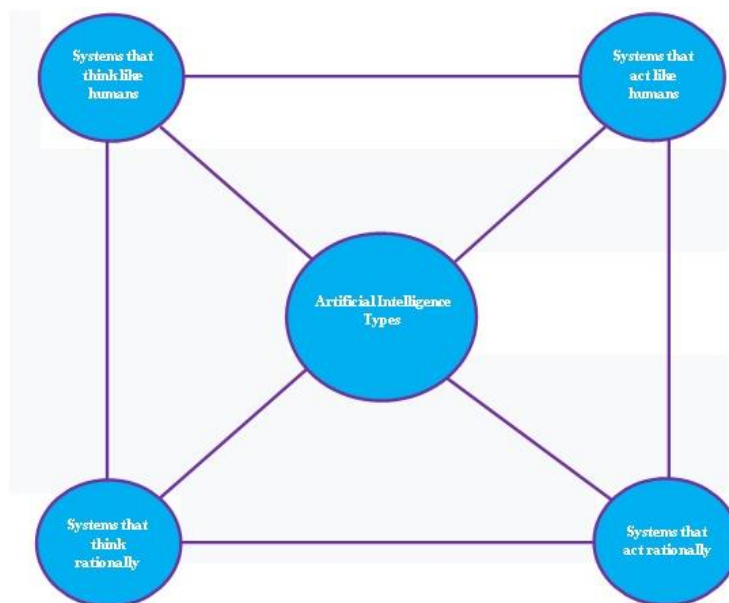 Systems that
think like
humans
Systems that
act like
humans
Artificial Intelligence
Types
Systems that
think
rationally
Systems that
act rationally